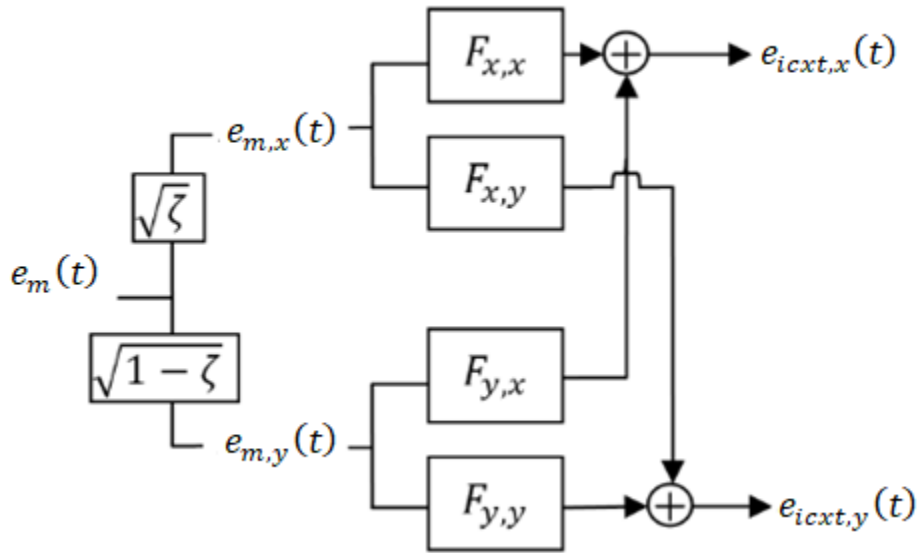 F_{x,x}
+
e_{icxt,x}(t)
e_{m,x}(t)
F_{x,y}
√ζ
e_m(t)
√1 − ζ
F_{y,x}
e_{m,y}(t)
F_{y,y}
+
e_{icxt,y}(t)